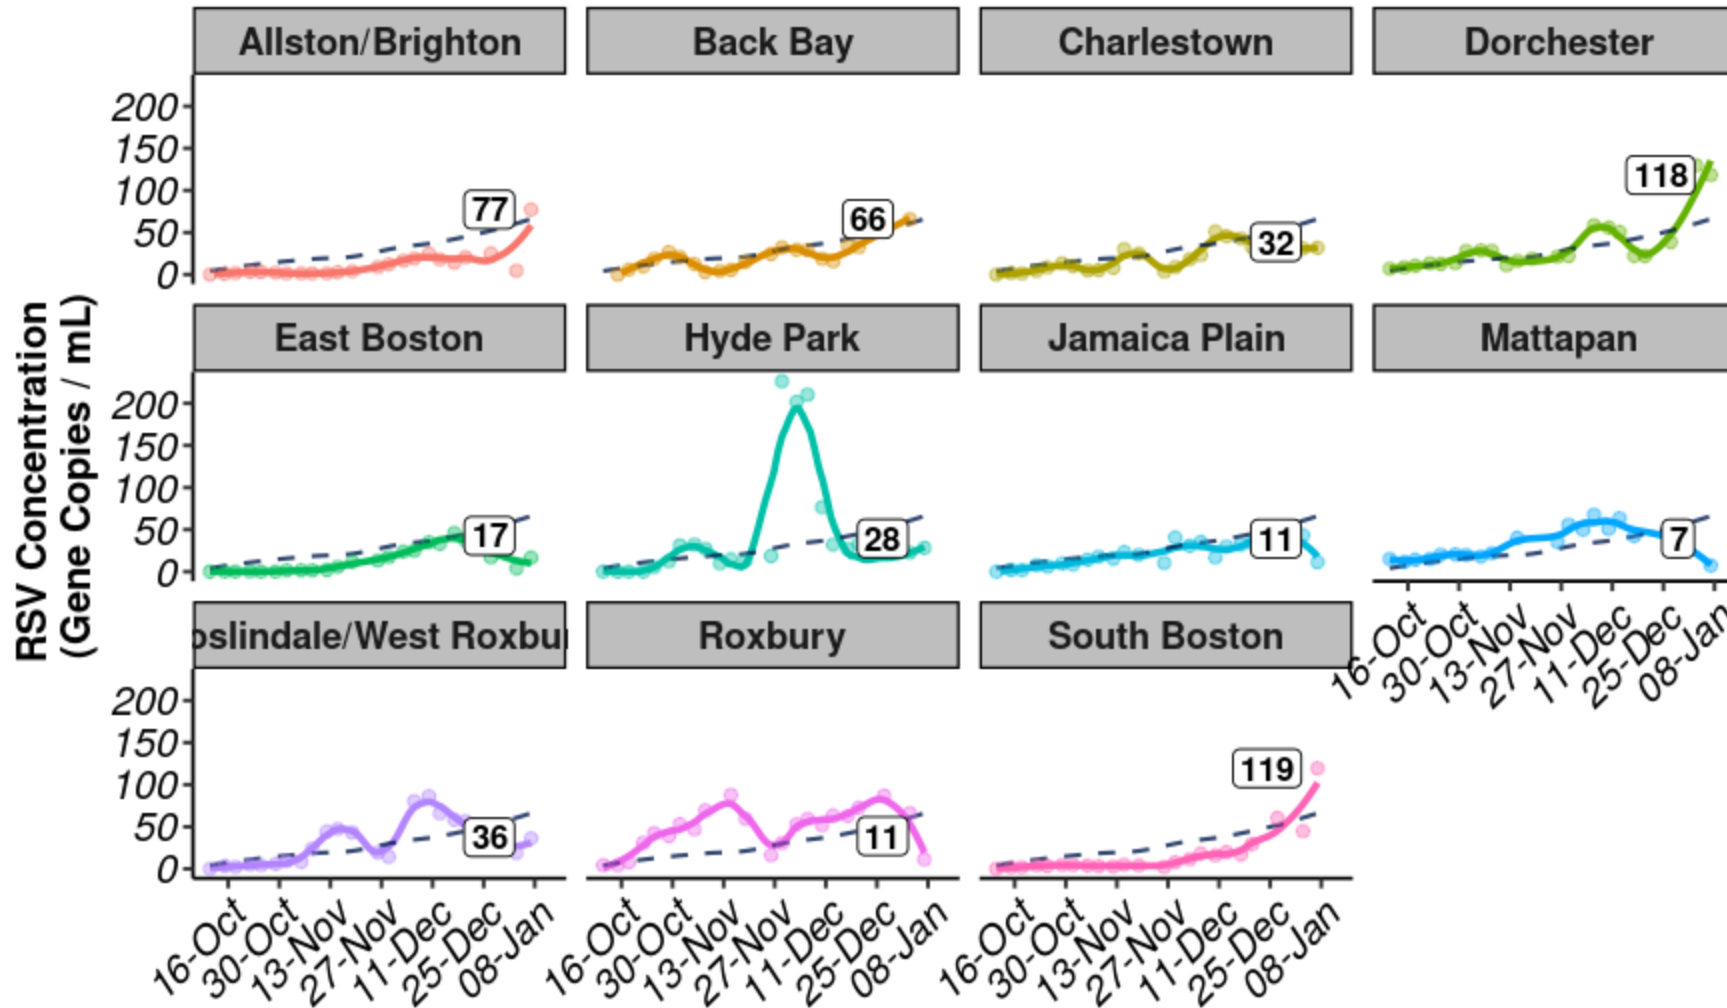 Allston/Brighton
Back Bay
Charlestown
Dorchester
200
150
100
50
0
77
66
32
118
RSV Concentration
(Gene Copies / mL)
East Boston
Hyde Park
Jamaica Plain
Mattapan
200
150
100
50
0
17
28
11
7
16-Oct
30-Oct
13-Nov
27-Nov
11-Dec
25-Dec
08-Jan
oslindale/West Roxbu
Roxbury
South Boston
200
150
100
50
0
36
11
119
16-Oct
30-Oct
13-Nov
27-Nov
11-Dec
25-Dec
08-Jan
16-Oct
30-Oct
13-Nov
27-Nov
11-Dec
25-Dec
08-Jan
16-Oct
30-Oct
13-Nov
27-Nov
11-Dec
25-Dec
08-Jan